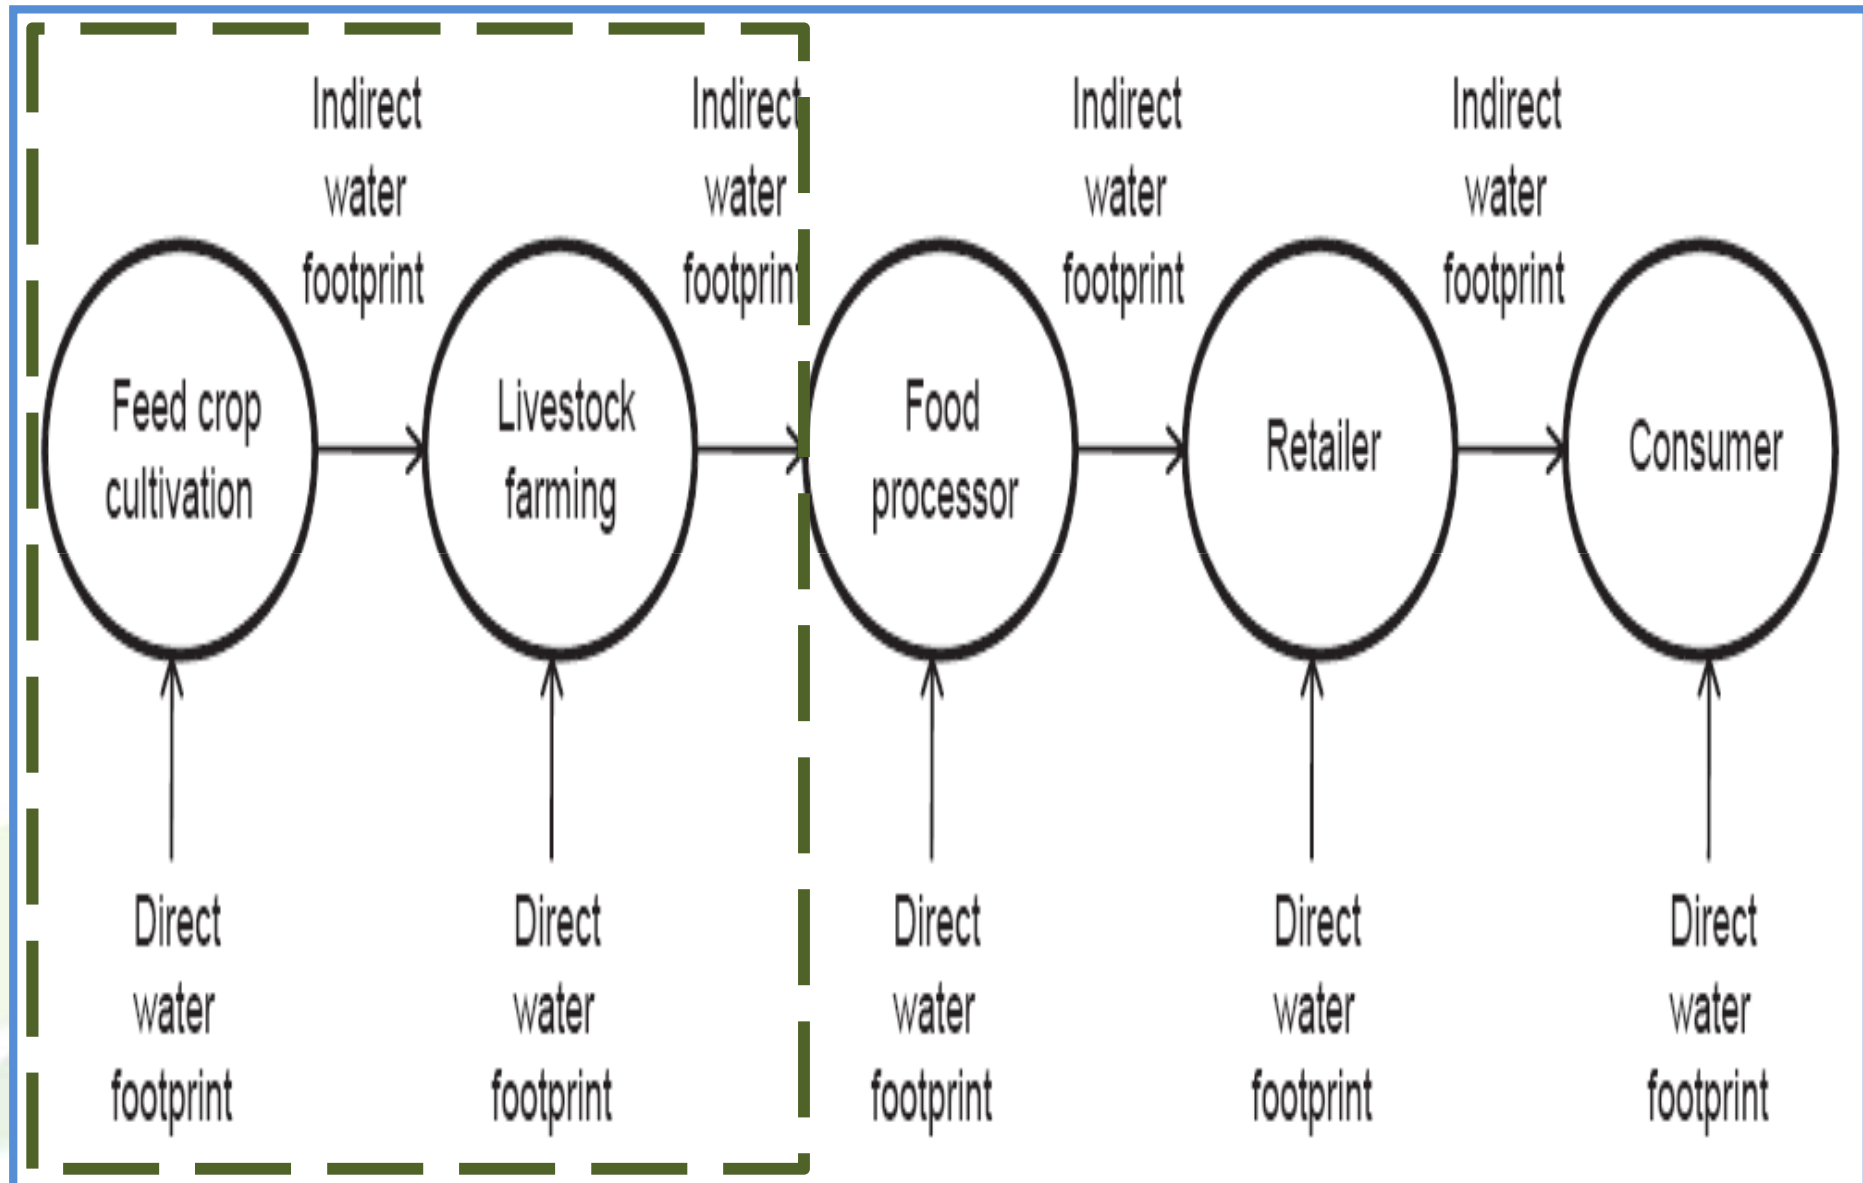 Indirect
water
footprint
Indirect
water
footprint
Indirect
water
footprint
Indirect
water
footprint
Feed crop
cultivation
Livestock
farming
Food
processor
Retailer
Consumer
Direct
water
footprint
Direct
water
footprint
Direct
water
footprint
Direct
water
footprint
Direct
water
footprint